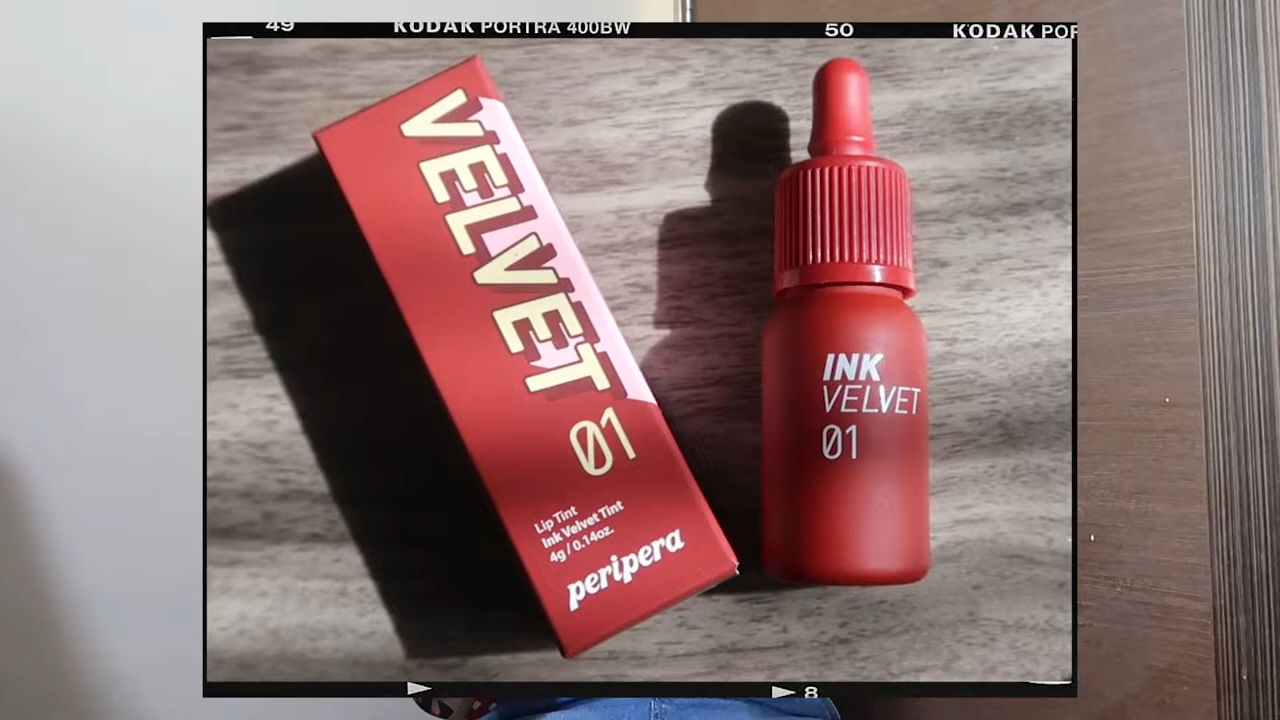 49 KODAK PORTRA 400BW 50 KODAK POR
VELVET 01
Lip Tint
Ink Velvet Tint
4g / 0.14oz.
peripera
INK
VELVET
01
8